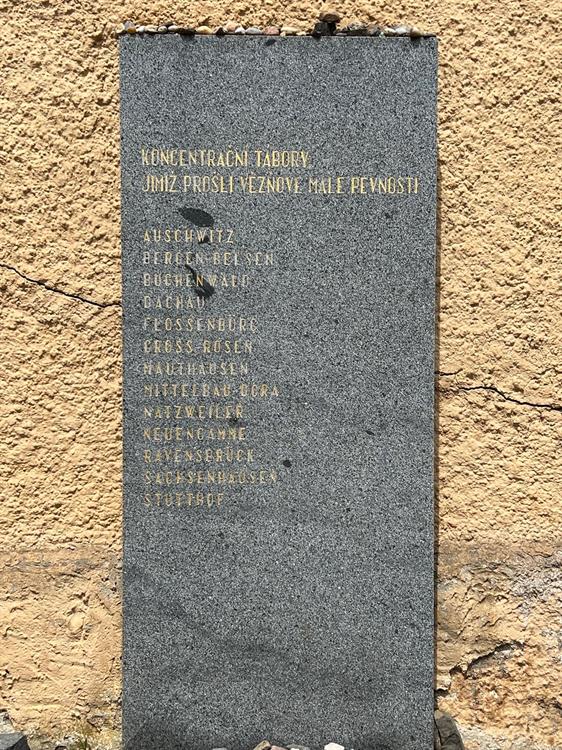 KONCENTRAČNÍ TÁBORY,
JIMIŽ PROŠLI VĚZŇOVÉ MALÉ PEVNOSTI
AUSCHWITZ
BERGEN-BELSEN
BUCHENWALD
DACHAU
FLOSSENBÜRG
GROSS-ROSEN
MAUTHAUSEN
MITTELBAU-DORA
NATZWEILER
NEUENGAMME
RAVENSBRÜCK
SACHSENHAUSEN
STUTTHOF